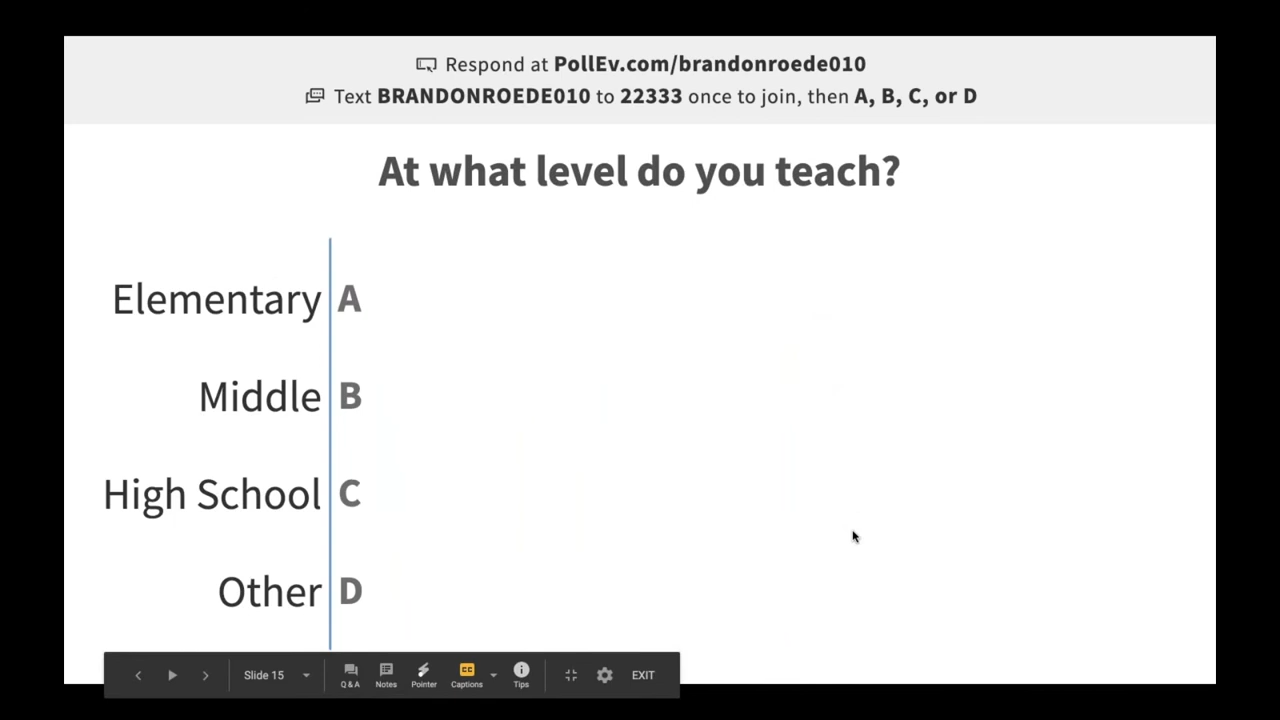 Respond at PollEv.com/brandonroede010
Text BRANDONROEDE010 to 22333 once to join, then A, B, C, or D
At what level do you teach?
Elementary A
Middle B
High School C
Other D
Slide 15 Q&A Notes Pointer CC Captions Tips EXIT